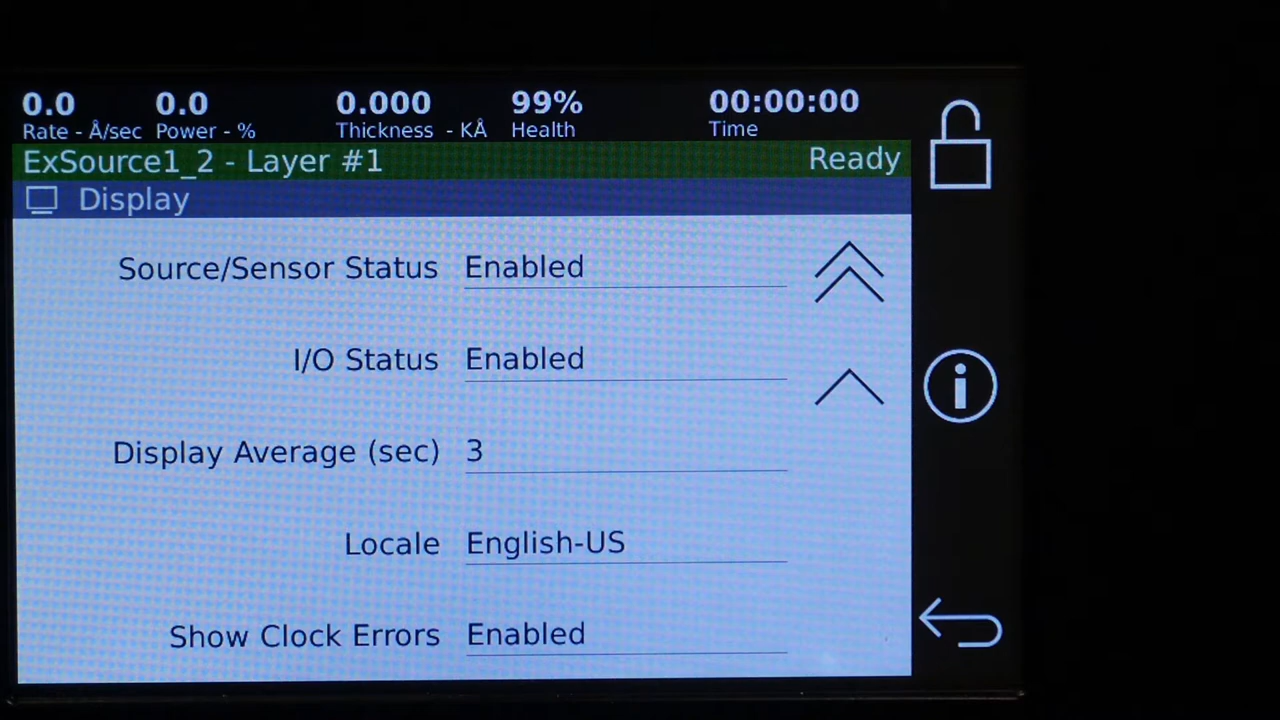 0.0 0.0 0.000 99% 00:00:00
Rate - Å/sec Power - % Thickness - KÅ Health Time
ExSource1_2 - Layer #1 Ready
Display
Source/Sensor Status Enabled
I/O Status Enabled
Display Average (sec) 3
Locale English-US
Show Clock Errors Enabled